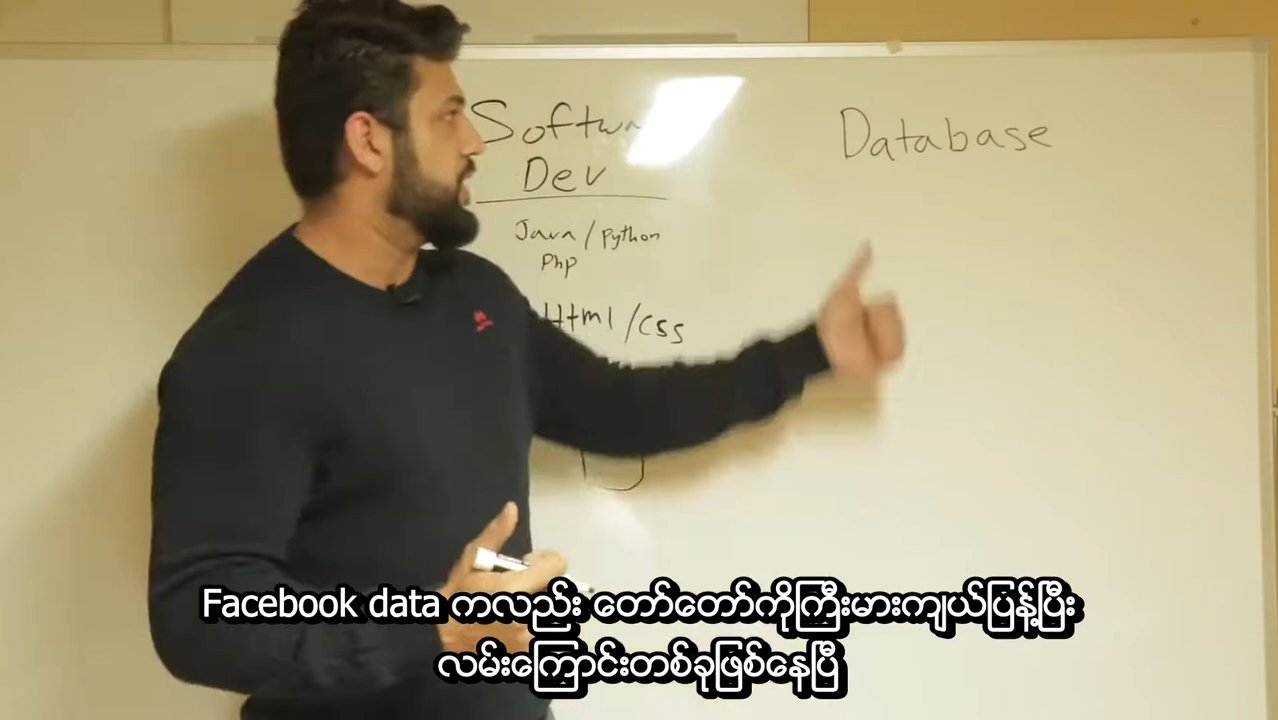 Softwa
Dev
Java/Python
Php
Html/css
Database
Facebook data ကလည်း တော်တော်ကိုကြီးမားကျယ်ပြန့်ပြီး
လမ်းကြောင်းတစ်ခုဖြစ်နေပြီ